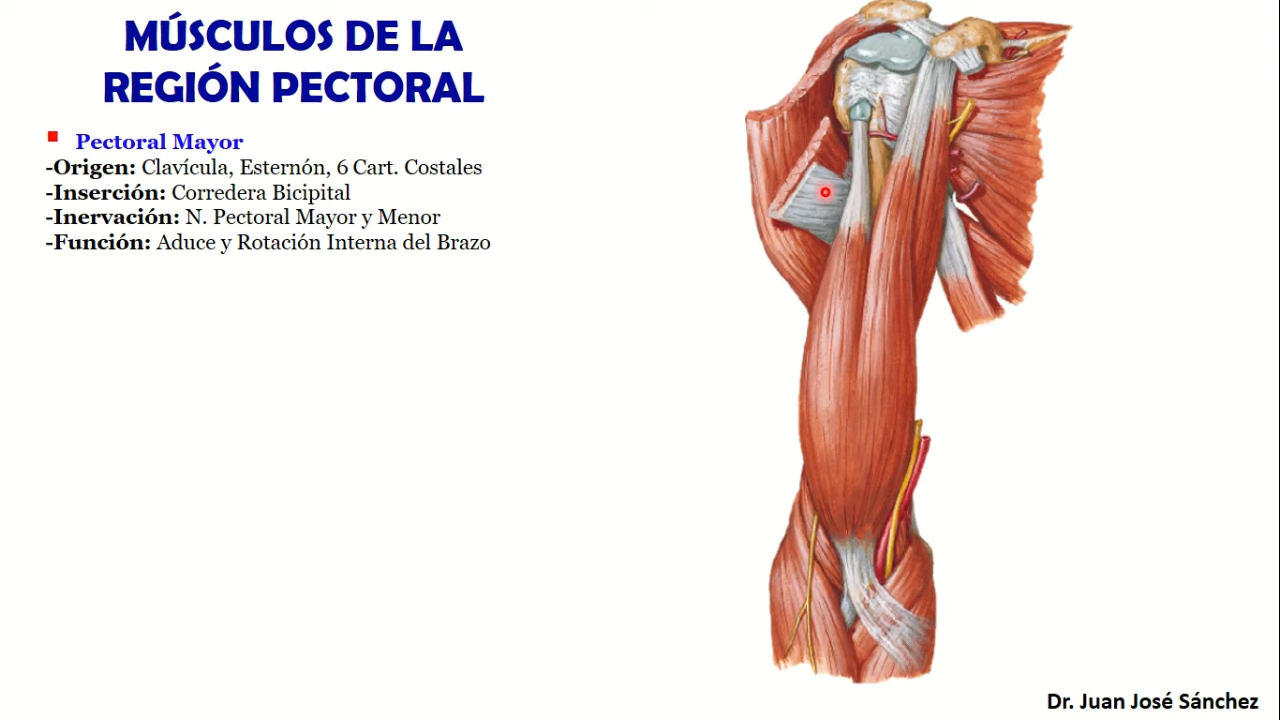 MÚSCULOS DE LA
REGIÓN PECTORAL
Pectoral Mayor
-Origen: Clavícula, Esternón, 6 Cart. Costales
-Inserción: Corredera Bicipital
-Inervación: N. Pectoral Mayor y Menor
-Función: Aduce y Rotación Interna del Brazo
Dr. Juan José Sánchez